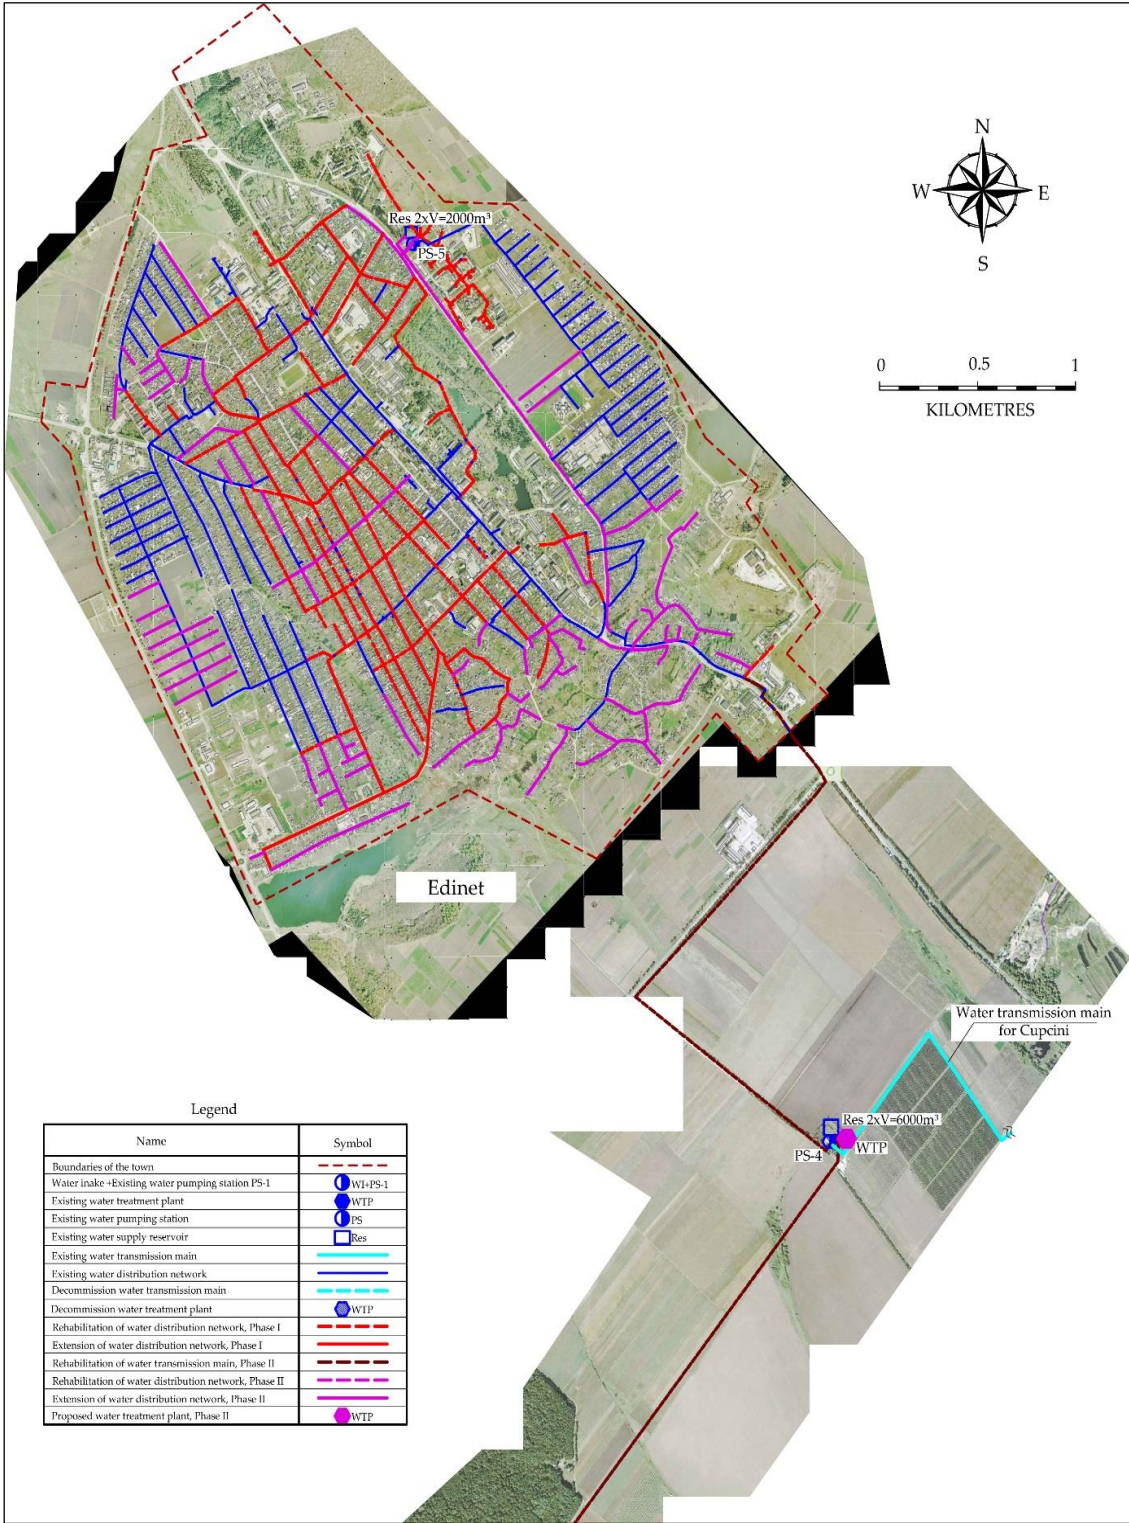 N
W
E
S
Res 2xV=2000m³
PS-5
0 0.5 1
KILOMETRES
Edinet
Water transmission main
for Cupcini
Res 2xV=6000m³
PS-4
WTP
Legend
Name Symbol
Boundaries of the town
Water inake +Existing water pumping station PS-1 WI+PS-1
Existing water treatment plant WTP
Existing water pumping station PS
Existing water supply reservoir Res
Existing water transmission main
Existing water distribution network
Decommission water transmission main
Decommission water treatment plant WTP
Rehabilitation of water distribution network, Phase I
Extension of water distribution network, Phase I
Rehabilitation of water transmission main, Phase II
Rehabilitation of water distribution network, Phase II
Extension of water distribution network, Phase II
Proposed water treatment plant, Phase II WTP